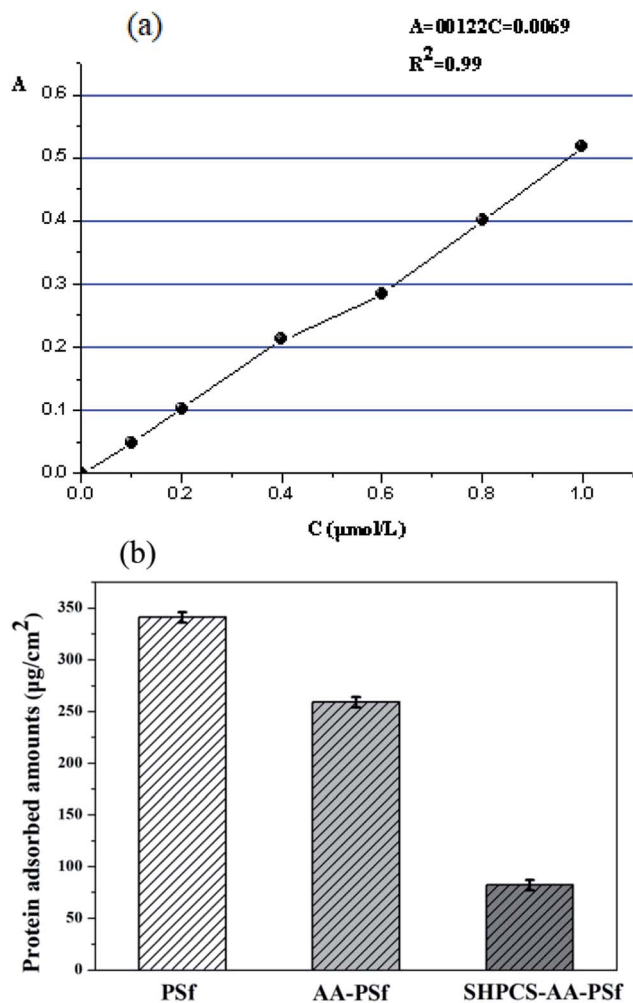 (a)
A=00122C=0.0069
R²=0.99
A
0.6
0.5
0.4
0.3
0.2
0.1
0.0
0.0 0.2 0.4 0.6 0.8 1.0
C (μmol/L)
(b)
Protein adsorbed amounts (μg/cm²)
350
300
250
200
150
100
50
0
PSf AA-PSf SHPCS-AA-PSf